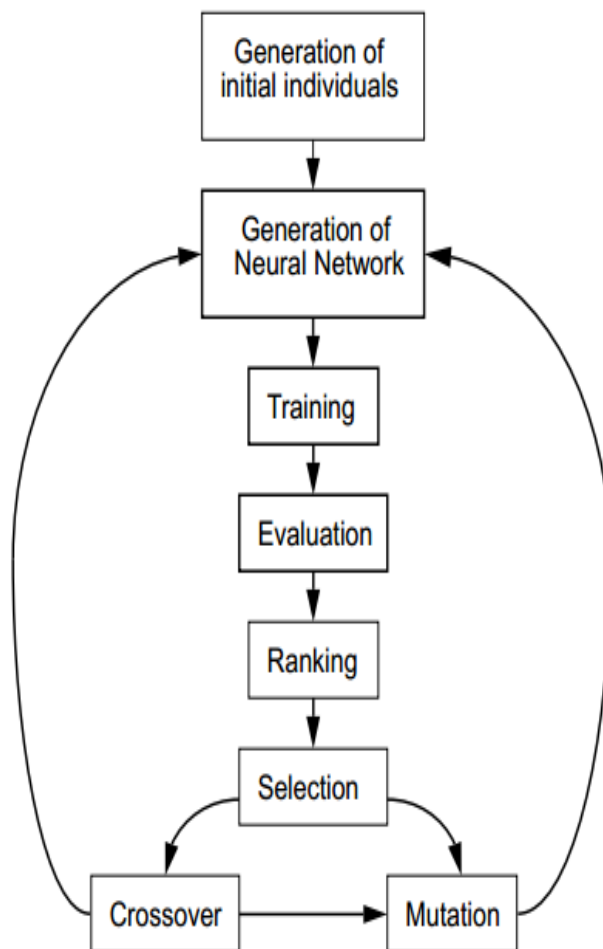 Generation of
initial individuals
Generation of
Neural Network
Training
Evaluation
Ranking
Selection
Crossover
Mutation